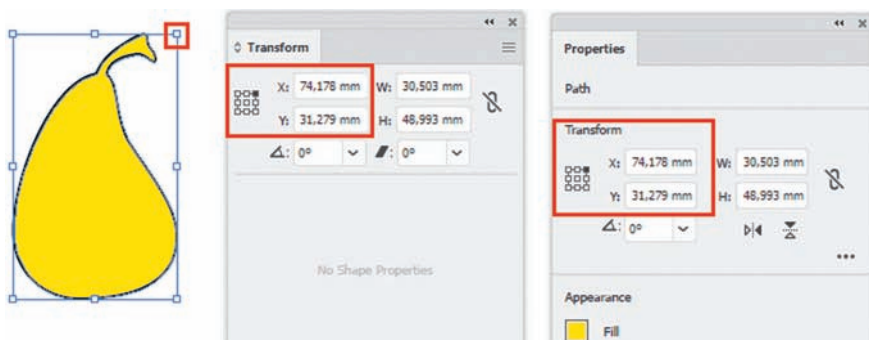 Transform
X: 74,178 mm W: 30,503 mm
Y: 31,279 mm H: 48,993 mm
0° 0°
No Shape Properties
Properties
Path
Transform
X: 74,178 mm W: 30,503 mm
Y: 31,279 mm H: 48,993 mm
0°
Appearance
Fill